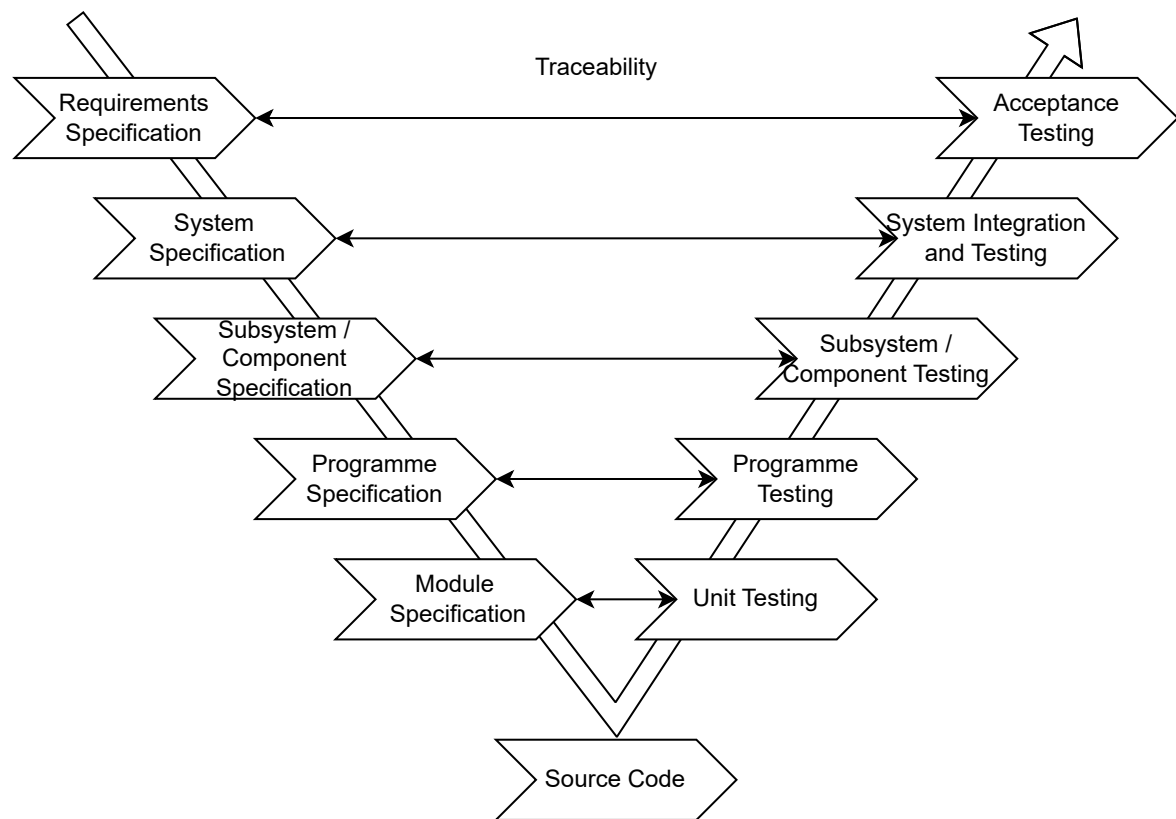 Traceability
Requirements
Specification
Acceptance
Testing
System
Specification
System Integration
and Testing
Subsystem /
Component
Specification
Subsystem /
Component Testing
Programme
Specification
Programme
Testing
Module
Specification
Unit Testing
Source Code